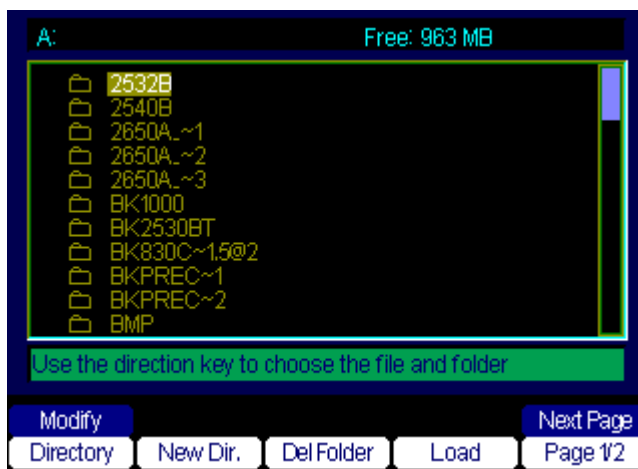 A: Free: 963 MB
2532B
2540B
2650A_~1
2650A_~2
2650A_~3
BK1000
BK2530BT
BK830C~1.5@2
BKPREC~1
BKPREC~2
BMP
Use the direction key to choose the file and folder
Modify Next Page
Directory New Dir. Del Folder Load Page 1/2